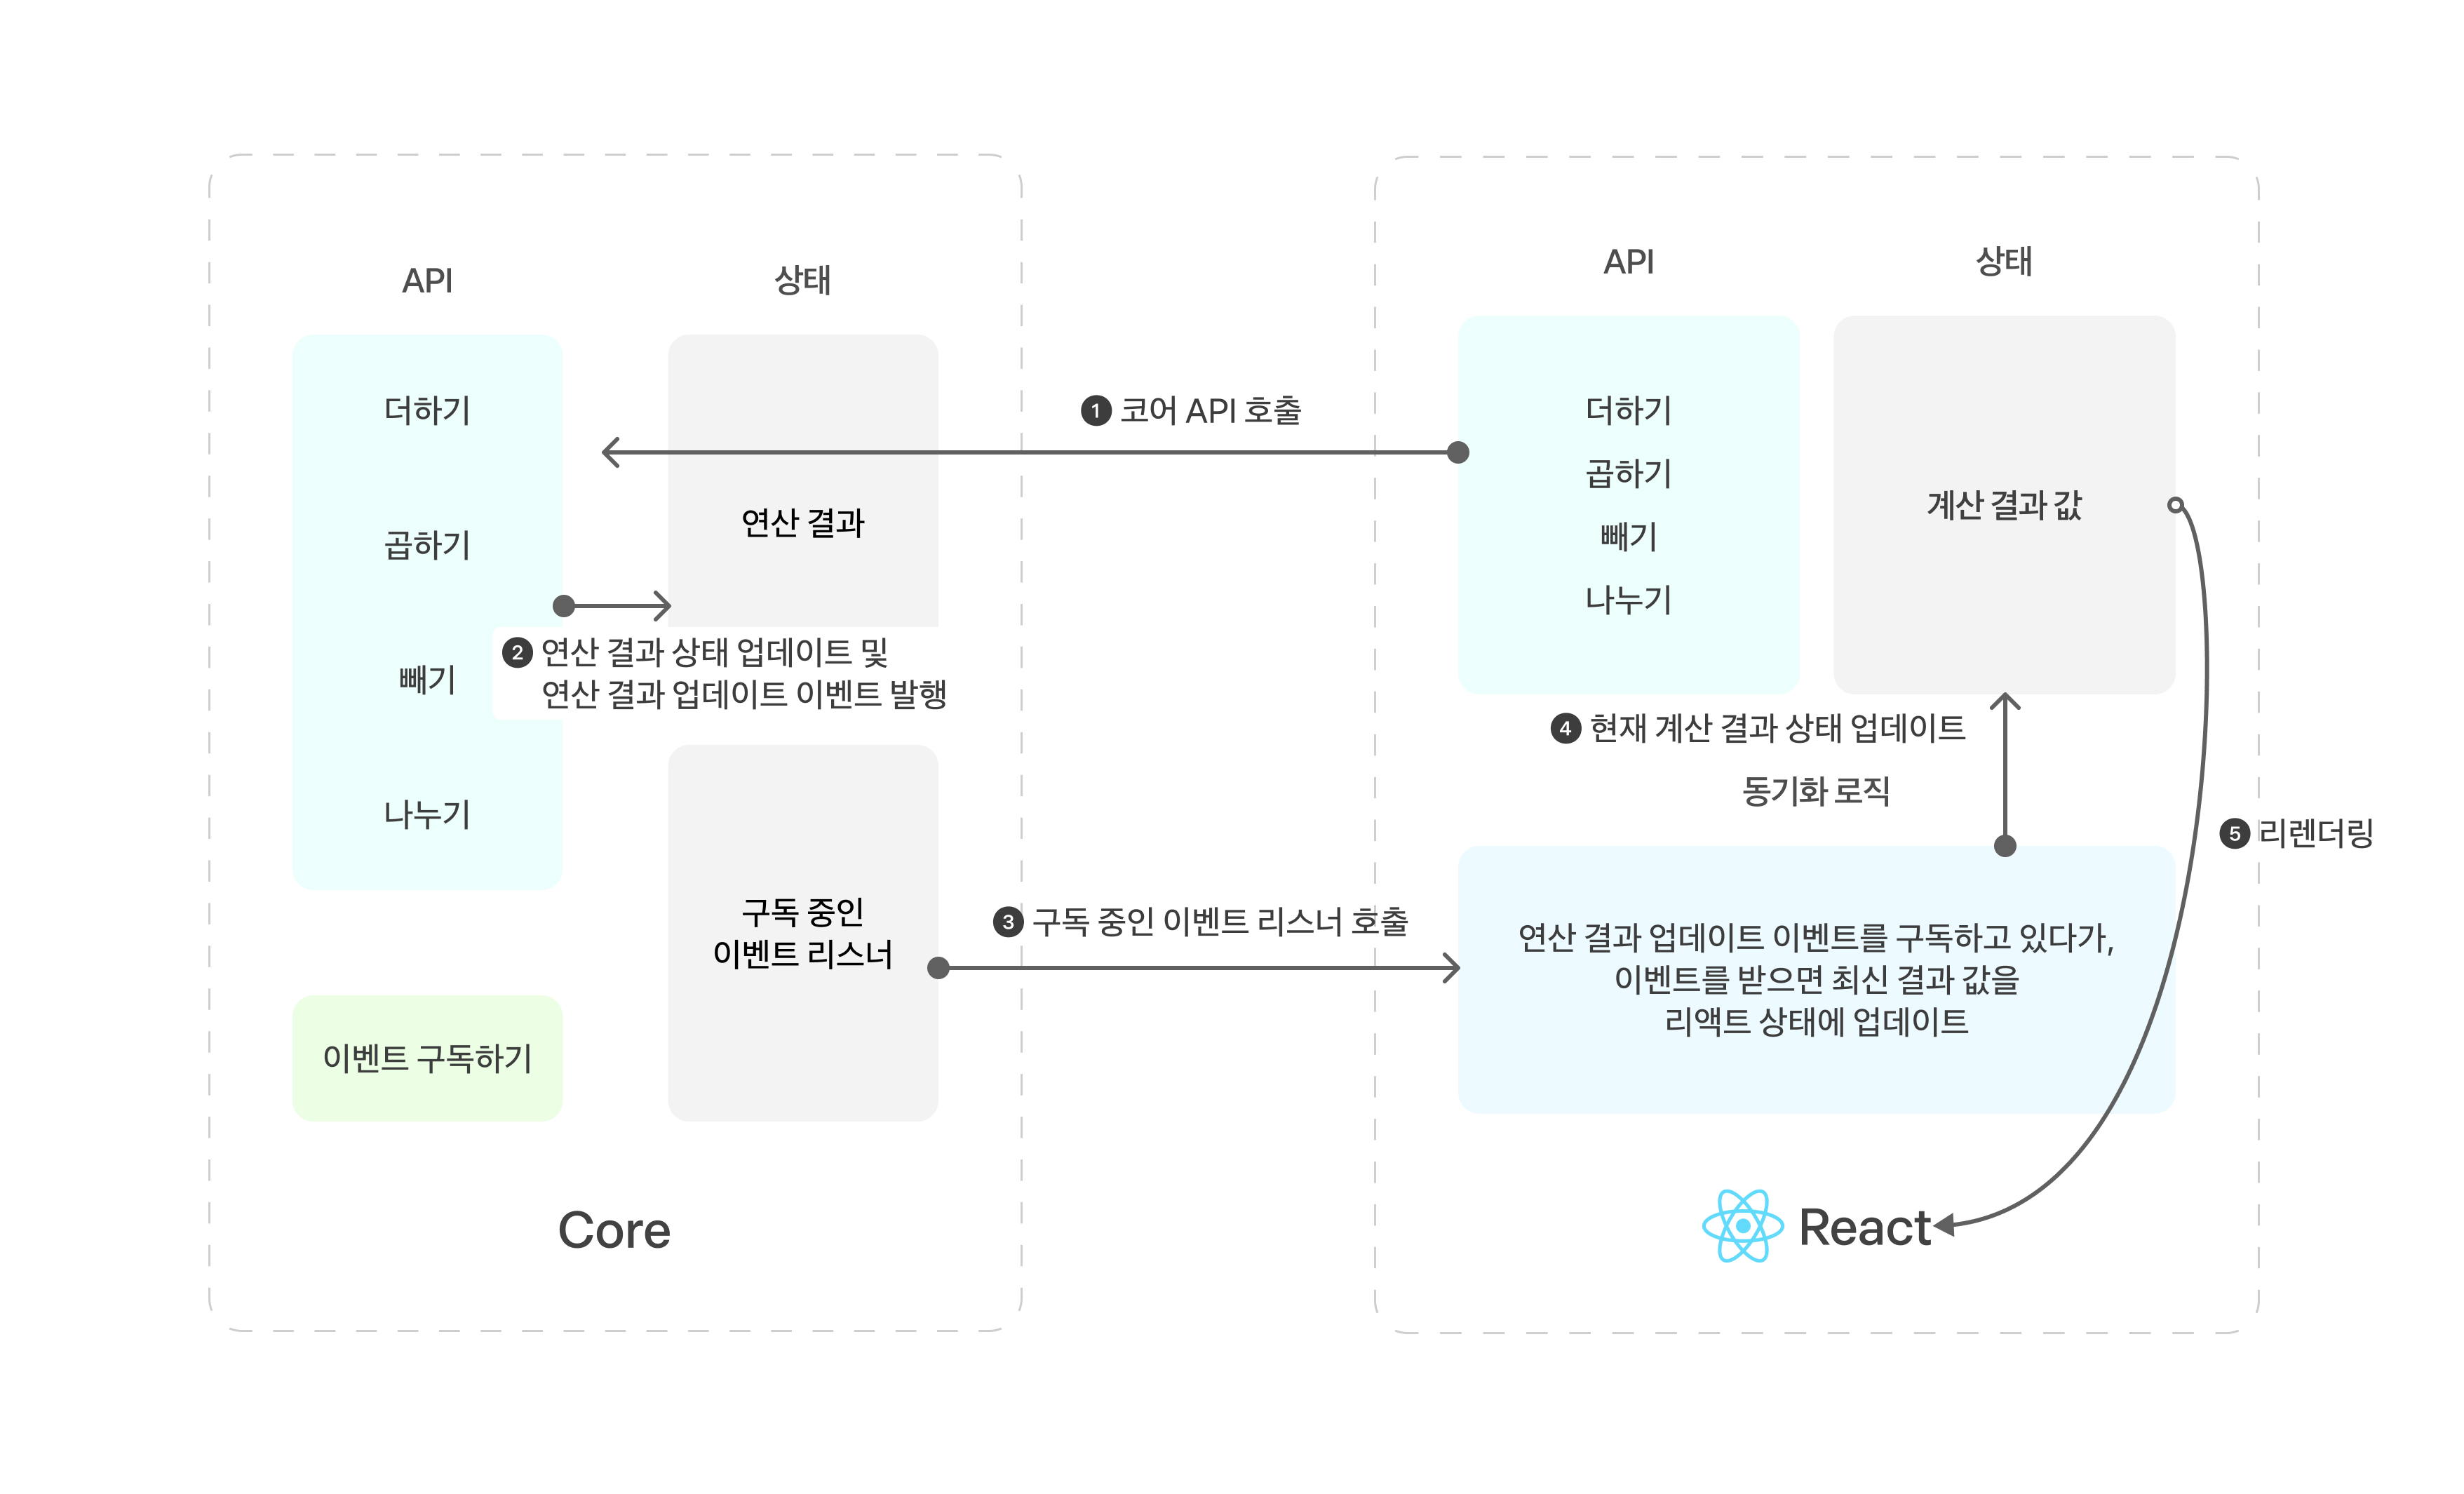 API
상태
더하기
곱하기
빼기
나누기
연산 결과
2 연산 결과 상태 업데이트 및
연산 결과 업데이트 이벤트 발행
구독 중인
이벤트 리스너
이벤트 구독하기
Core
1 코어 API 호출
3 구독 중인 이벤트 리스너 호출
API
상태
더하기
곱하기
빼기
나누기
계산 결과 값
4 현재 계산 결과 상태 업데이트
동기화 로직
5 리렌더링
연산 결과 업데이트 이벤트를 구독하고 있다가,
이벤트를 받으면 최신 결과 값을
리액트 상태에 업데이트
React